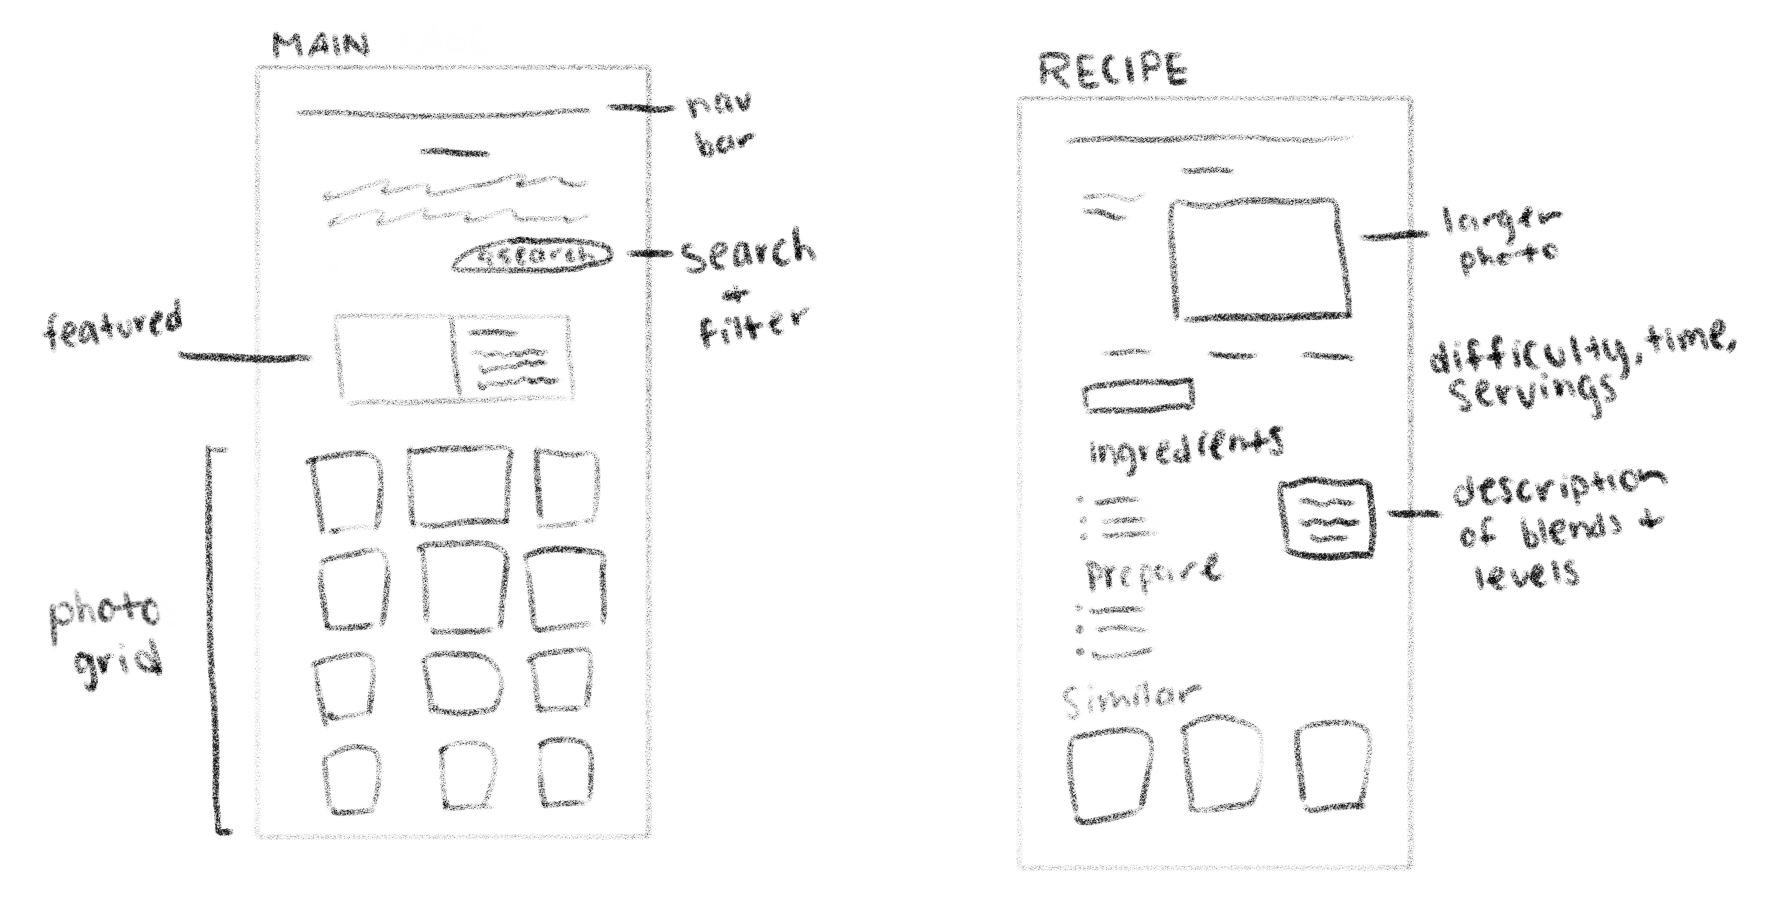 MAIN
nav
bar
search
search
+
filter
featured
photo
grid
RECIPE
larger
photo
difficulty, time,
servings
ingredients
description
of blends +
levels
prepare
Similar